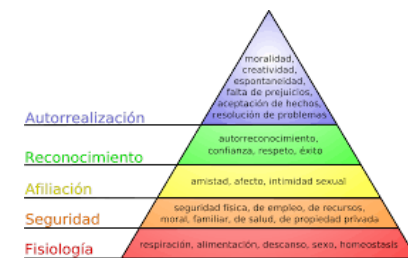 moralidad,
creatividad,
espontaneidad,
falta de prejuicios,
aceptación de hechos,
resolución de problemas
Autorrealización
autorreconocimiento,
confianza, respeto, éxito
Reconocimiento
amistad, afecto, intimidad sexual
Afiliación
seguridad física, de empleo, de recursos,
moral, familiar, de salud, de propiedad privada
Seguridad
respiración, alimentación, descanso, sexo, homeostasis
Fisiología